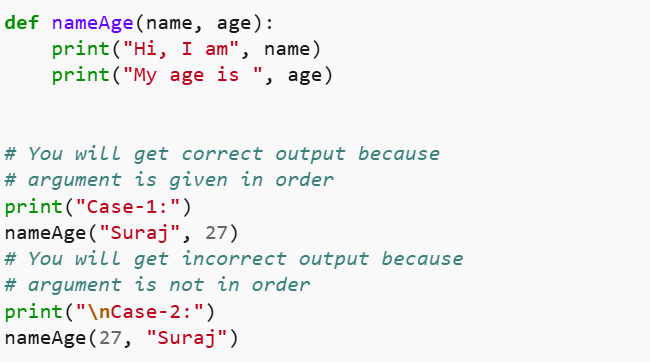 def nameAge(name, age):
    print("Hi, I am", name)
    print("My age is ", age)
# You will get correct output because
# argument is given in order
print("Case-1:")
nameAge("Suraj", 27)
# You will get incorrect output because
# argument is not in order
print("\nCase-2:")
nameAge(27, "Suraj")